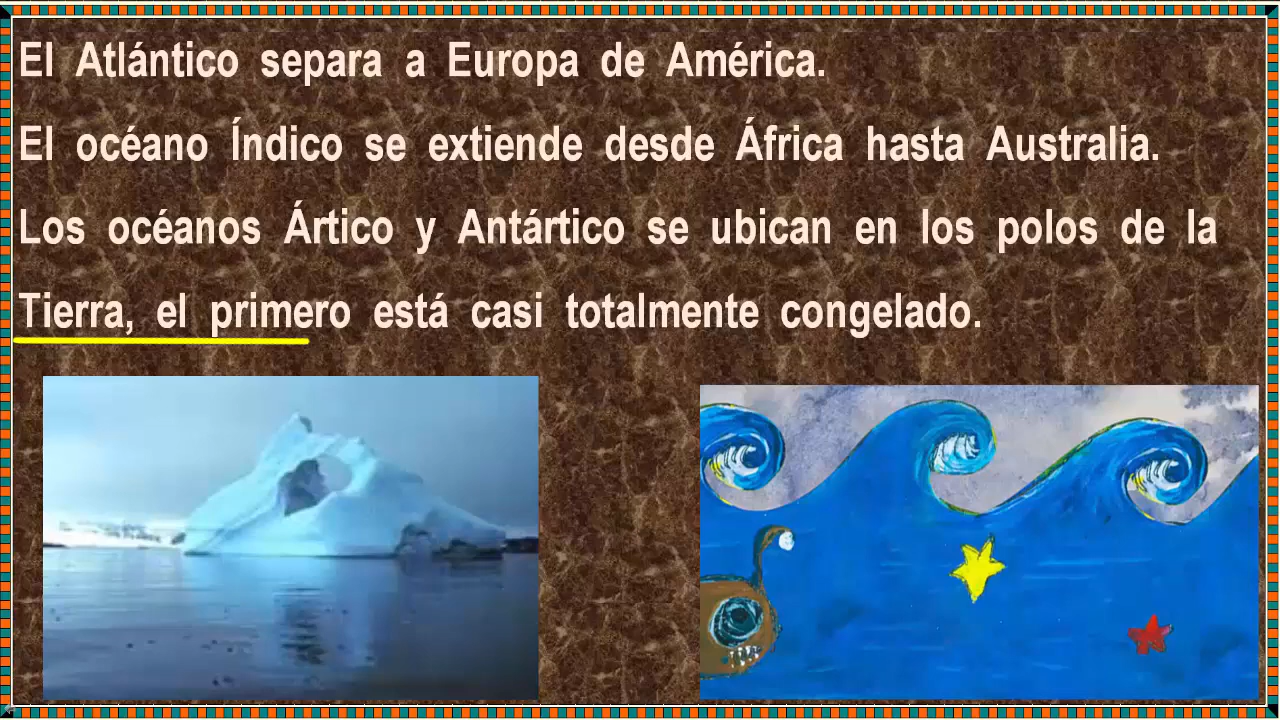 El Atlántico separa a Europa de América.
El océano Índico se extiende desde África hasta Australia.
Los océanos Ártico y Antártico se ubican en los polos de la
Tierra, el primero está casi totalmente congelado.